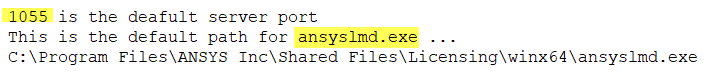 1055 is the deafult server port
This is the default path for ansyslmd.exe ...
C:\Program Files\ANSYS Inc\Shared Files\Licensing\winx64\ansyslmd.exe